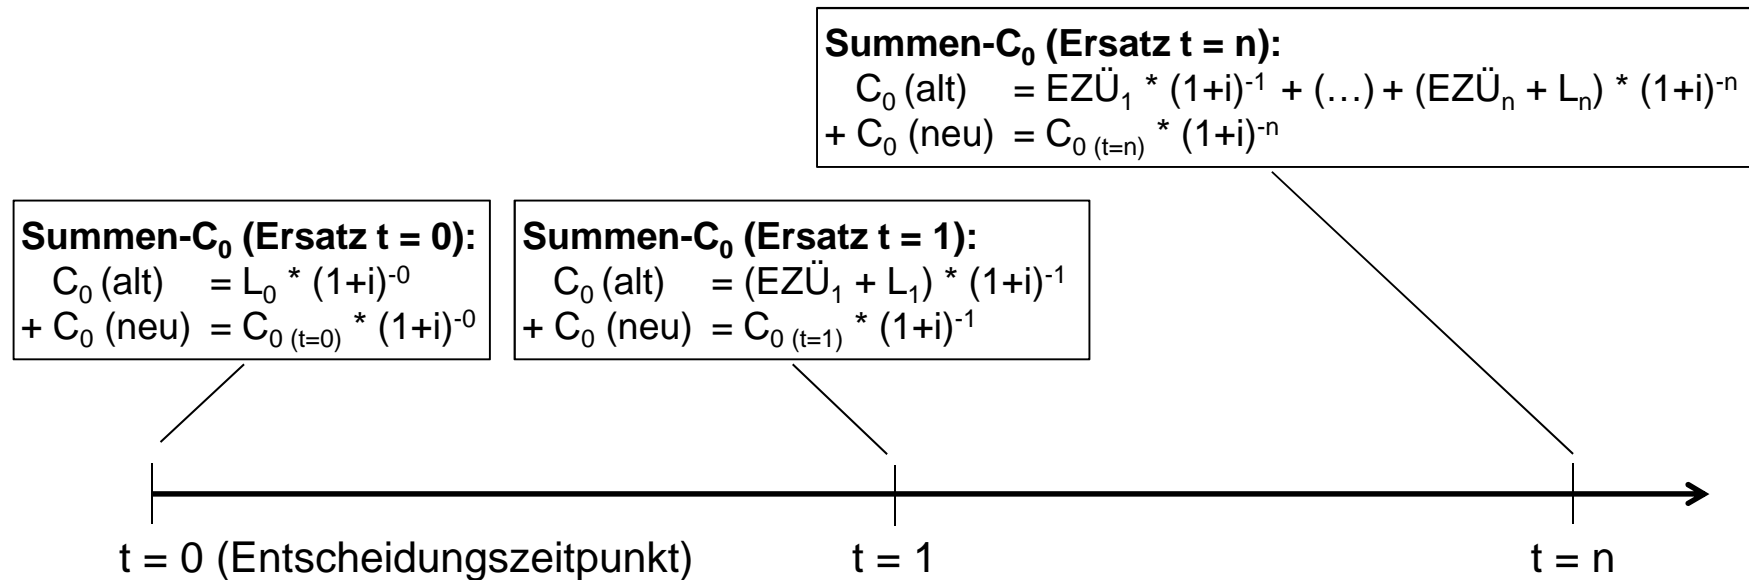 Summen-C₀ (Ersatz t = n):
C₀ (alt) = EZÜ₁ * (1+i)⁻¹ + (…) + (EZÜₙ + Lₙ) * (1+i)⁻ⁿ
+ C₀ (neu) = C₀ ₍ₜ₌ₙ₎ * (1+i)⁻ⁿ
Summen-C₀ (Ersatz t = 0):
C₀ (alt) = L₀ * (1+i)⁻⁰
+ C₀ (neu) = C₀ ₍ₜ₌₀₎ * (1+i)⁻⁰
Summen-C₀ (Ersatz t = 1):
C₀ (alt) = (EZÜ₁ + L₁) * (1+i)⁻¹
+ C₀ (neu) = C₀ ₍ₜ₌₁₎ * (1+i)⁻¹
t = 0 (Entscheidungszeitpunkt)
t = 1
t = n